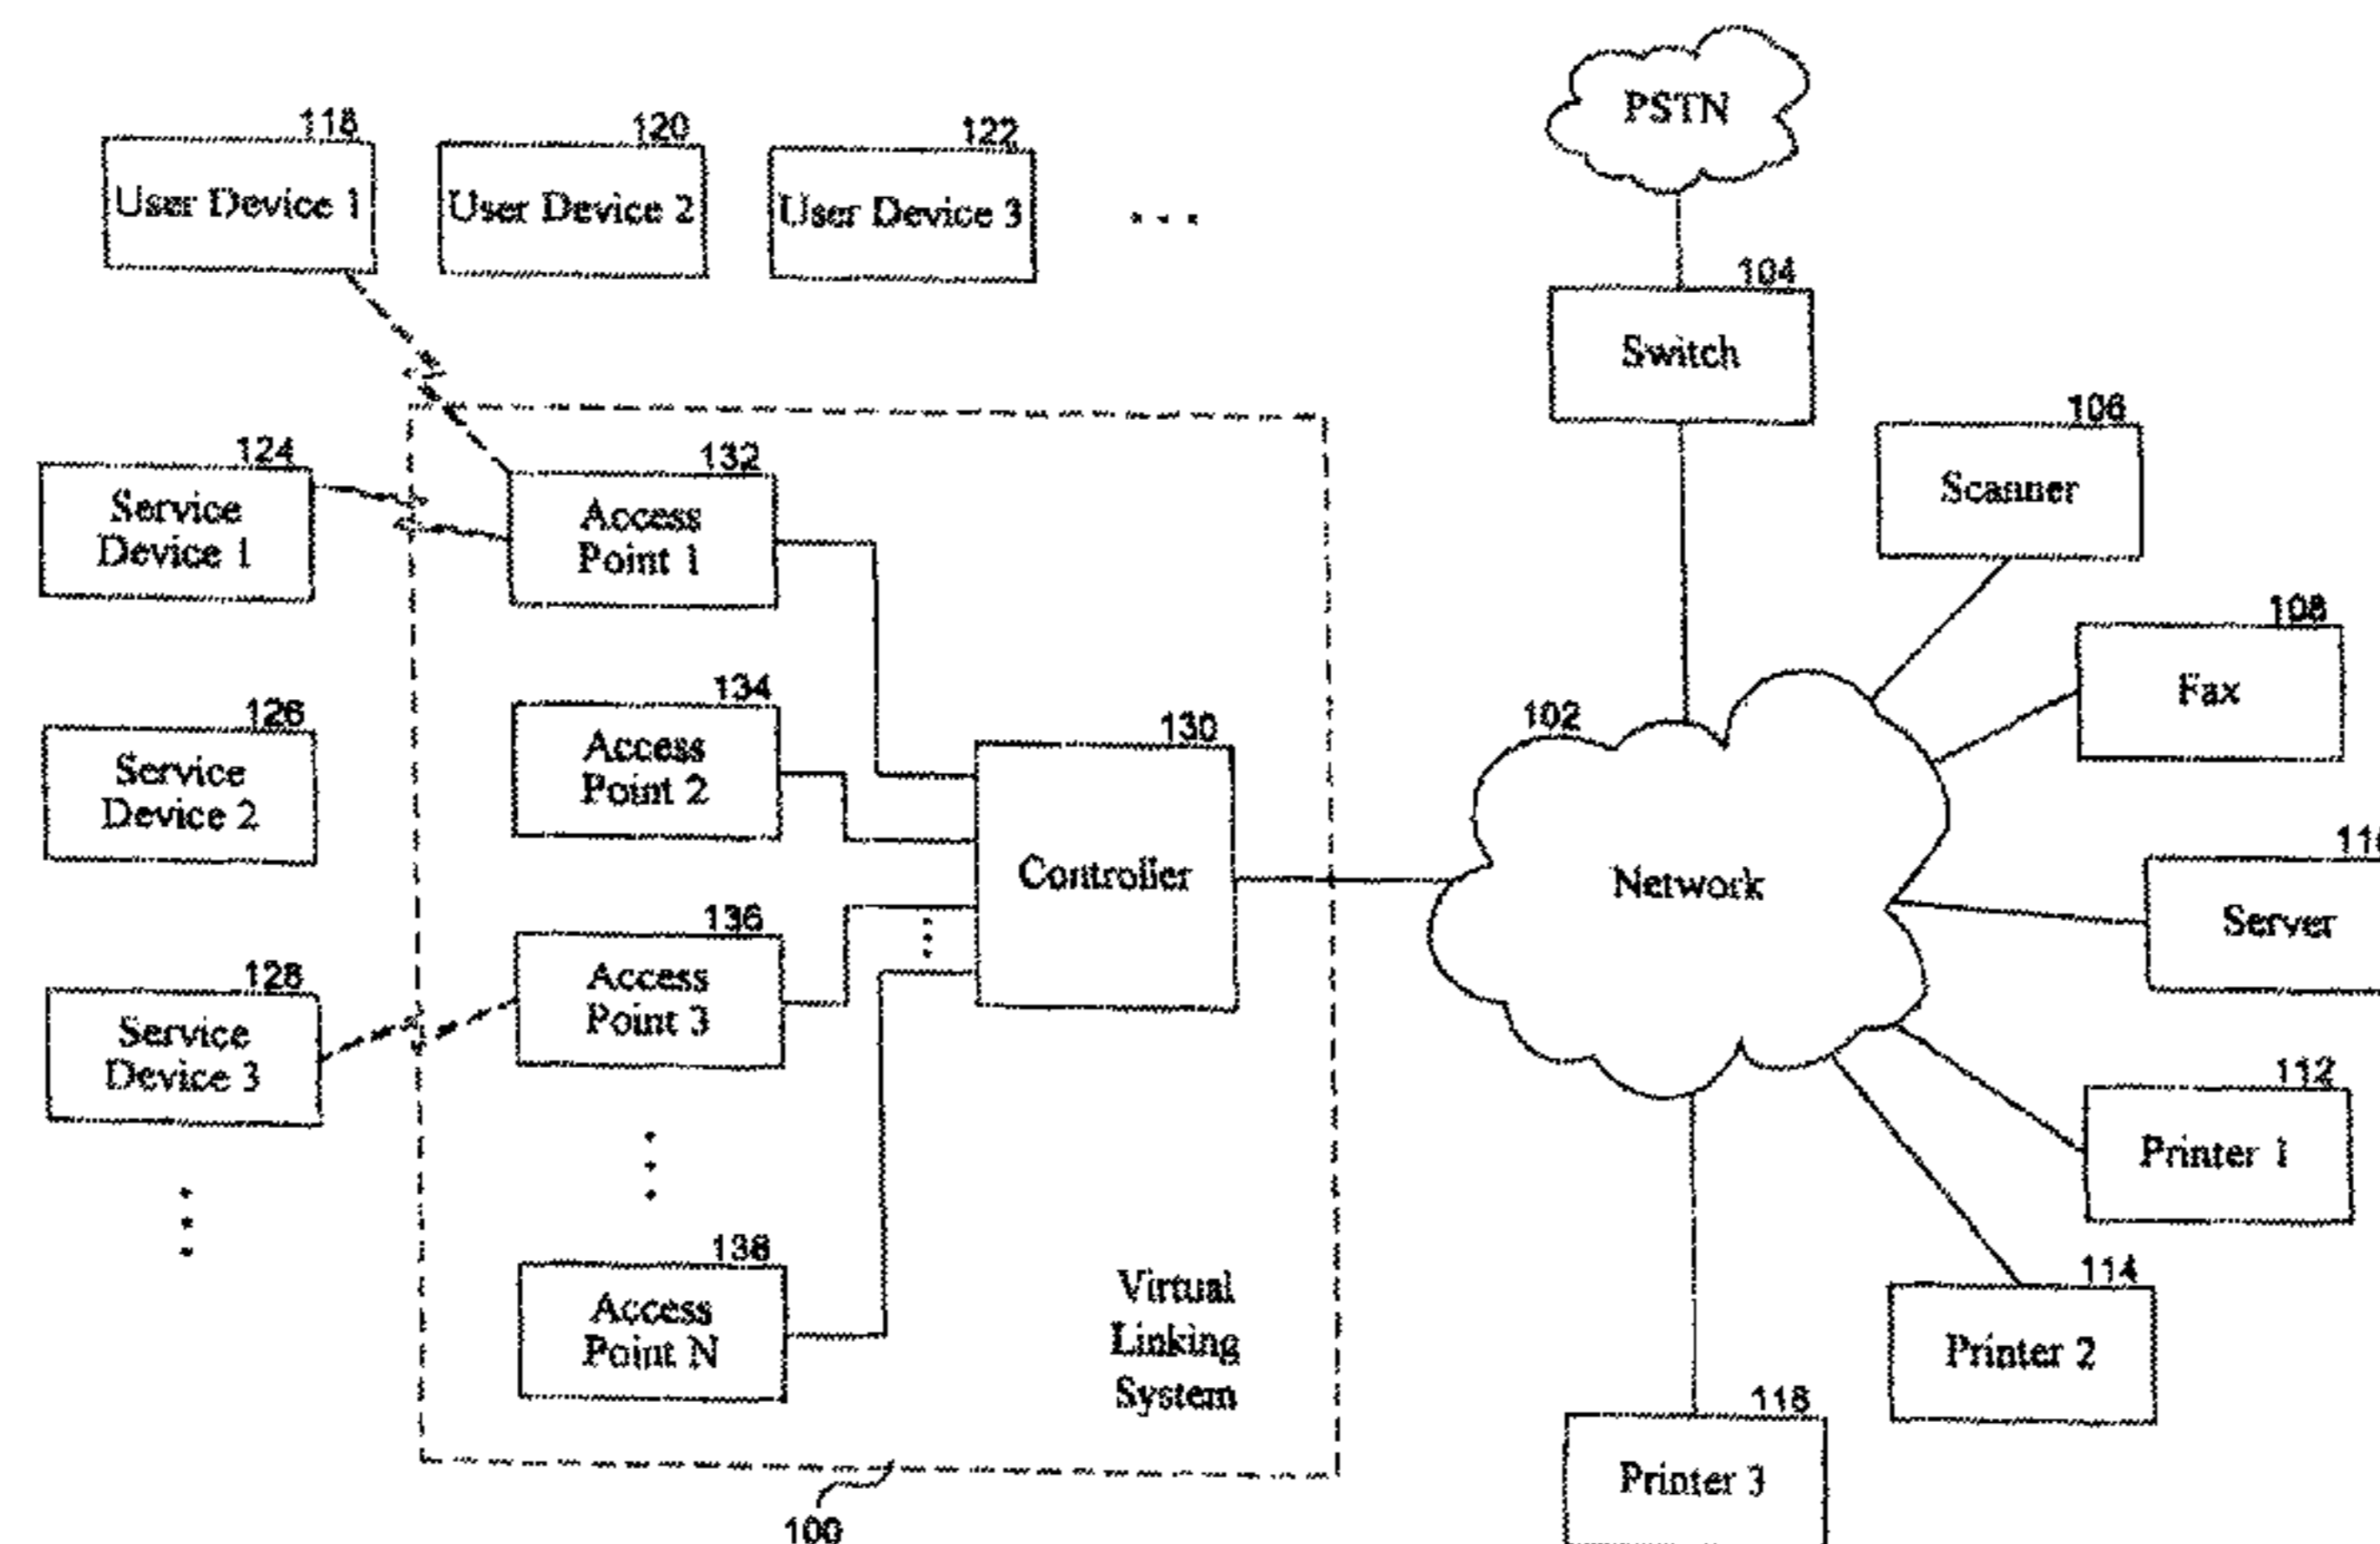 PSTN
118
120
122
User Device 1
User Device 2
User Device 3
...
104
Switch
106
Scanner
124
Service
Device 1
132
Access
Point 1
108
Fax
126
Service
Device 2
134
Access
Point 2
130
Controller
102
Network
110
Server
128
Service
Device 3
136
Access
Point 3
112
Printer 1
138
Access
Point N
Virtual
Linking
System
114
Printer 2
118
Printer 3
100